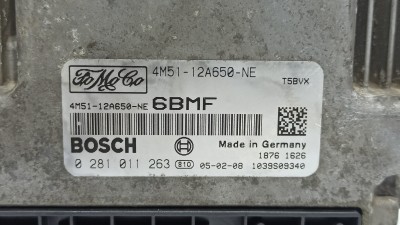 FoMoCo 4M51-12A650-NE
T5BVX
4M51-12A650-NE 6BMF
BOSCH Made in Germany
1876 1626
0 281 011 263 810 05-02-08 1039S09340